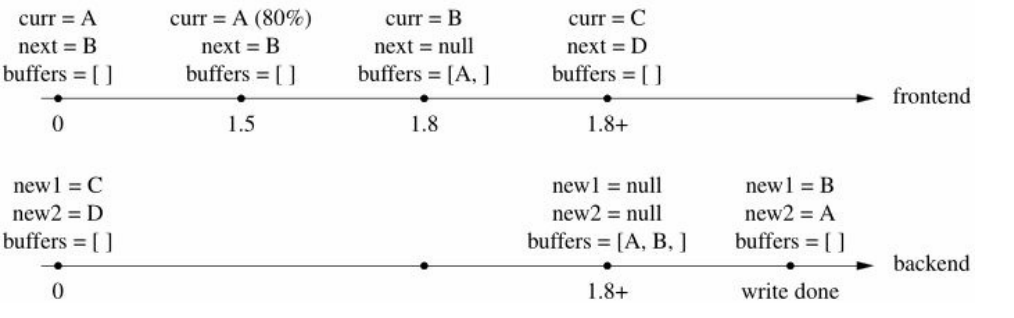 curr = A
next = B
buffers = [ ]
curr = A (80%)
next = B
buffers = [ ]
curr = B
next = null
buffers = [A, ]
curr = C
next = D
buffers = [ ]
frontend
0
1.5
1.8
1.8+
new1 = C
new2 = D
buffers = [ ]
new1 = null
new2 = null
buffers = [A, B, ]
new1 = B
new2 = A
buffers = [ ]
backend
0
1.8+
write done